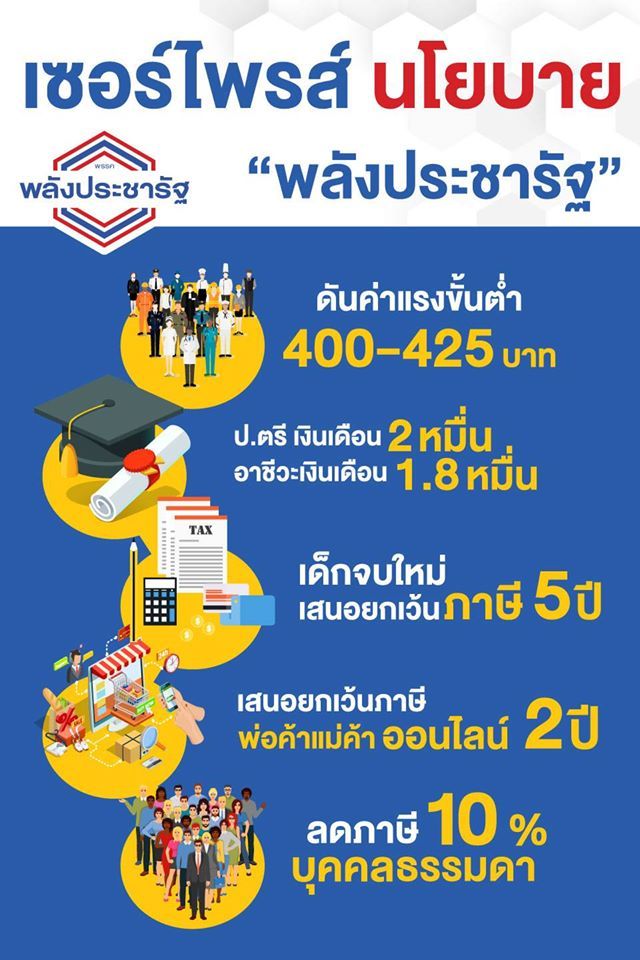 เซอร์ไพรส์ นโยบาย
พรรค
พลังประชารัฐ
“พลังประชารัฐ”
ดันค่าแรงขั้นต่ำ
400-425 บาท
ป.ตรี เงินเดือน 2 หมื่น
อาชีวะเงินเดือน 1.8 หมื่น
TAX
เด็กจบใหม่
เสนอยกเว้น ภาษี 5 ปี
เสนอยกเว้นภาษี
พ่อค้าแม่ค้า ออนไลน์ 2 ปี
ลดภาษี 10 %
บุคคลธรรมดา